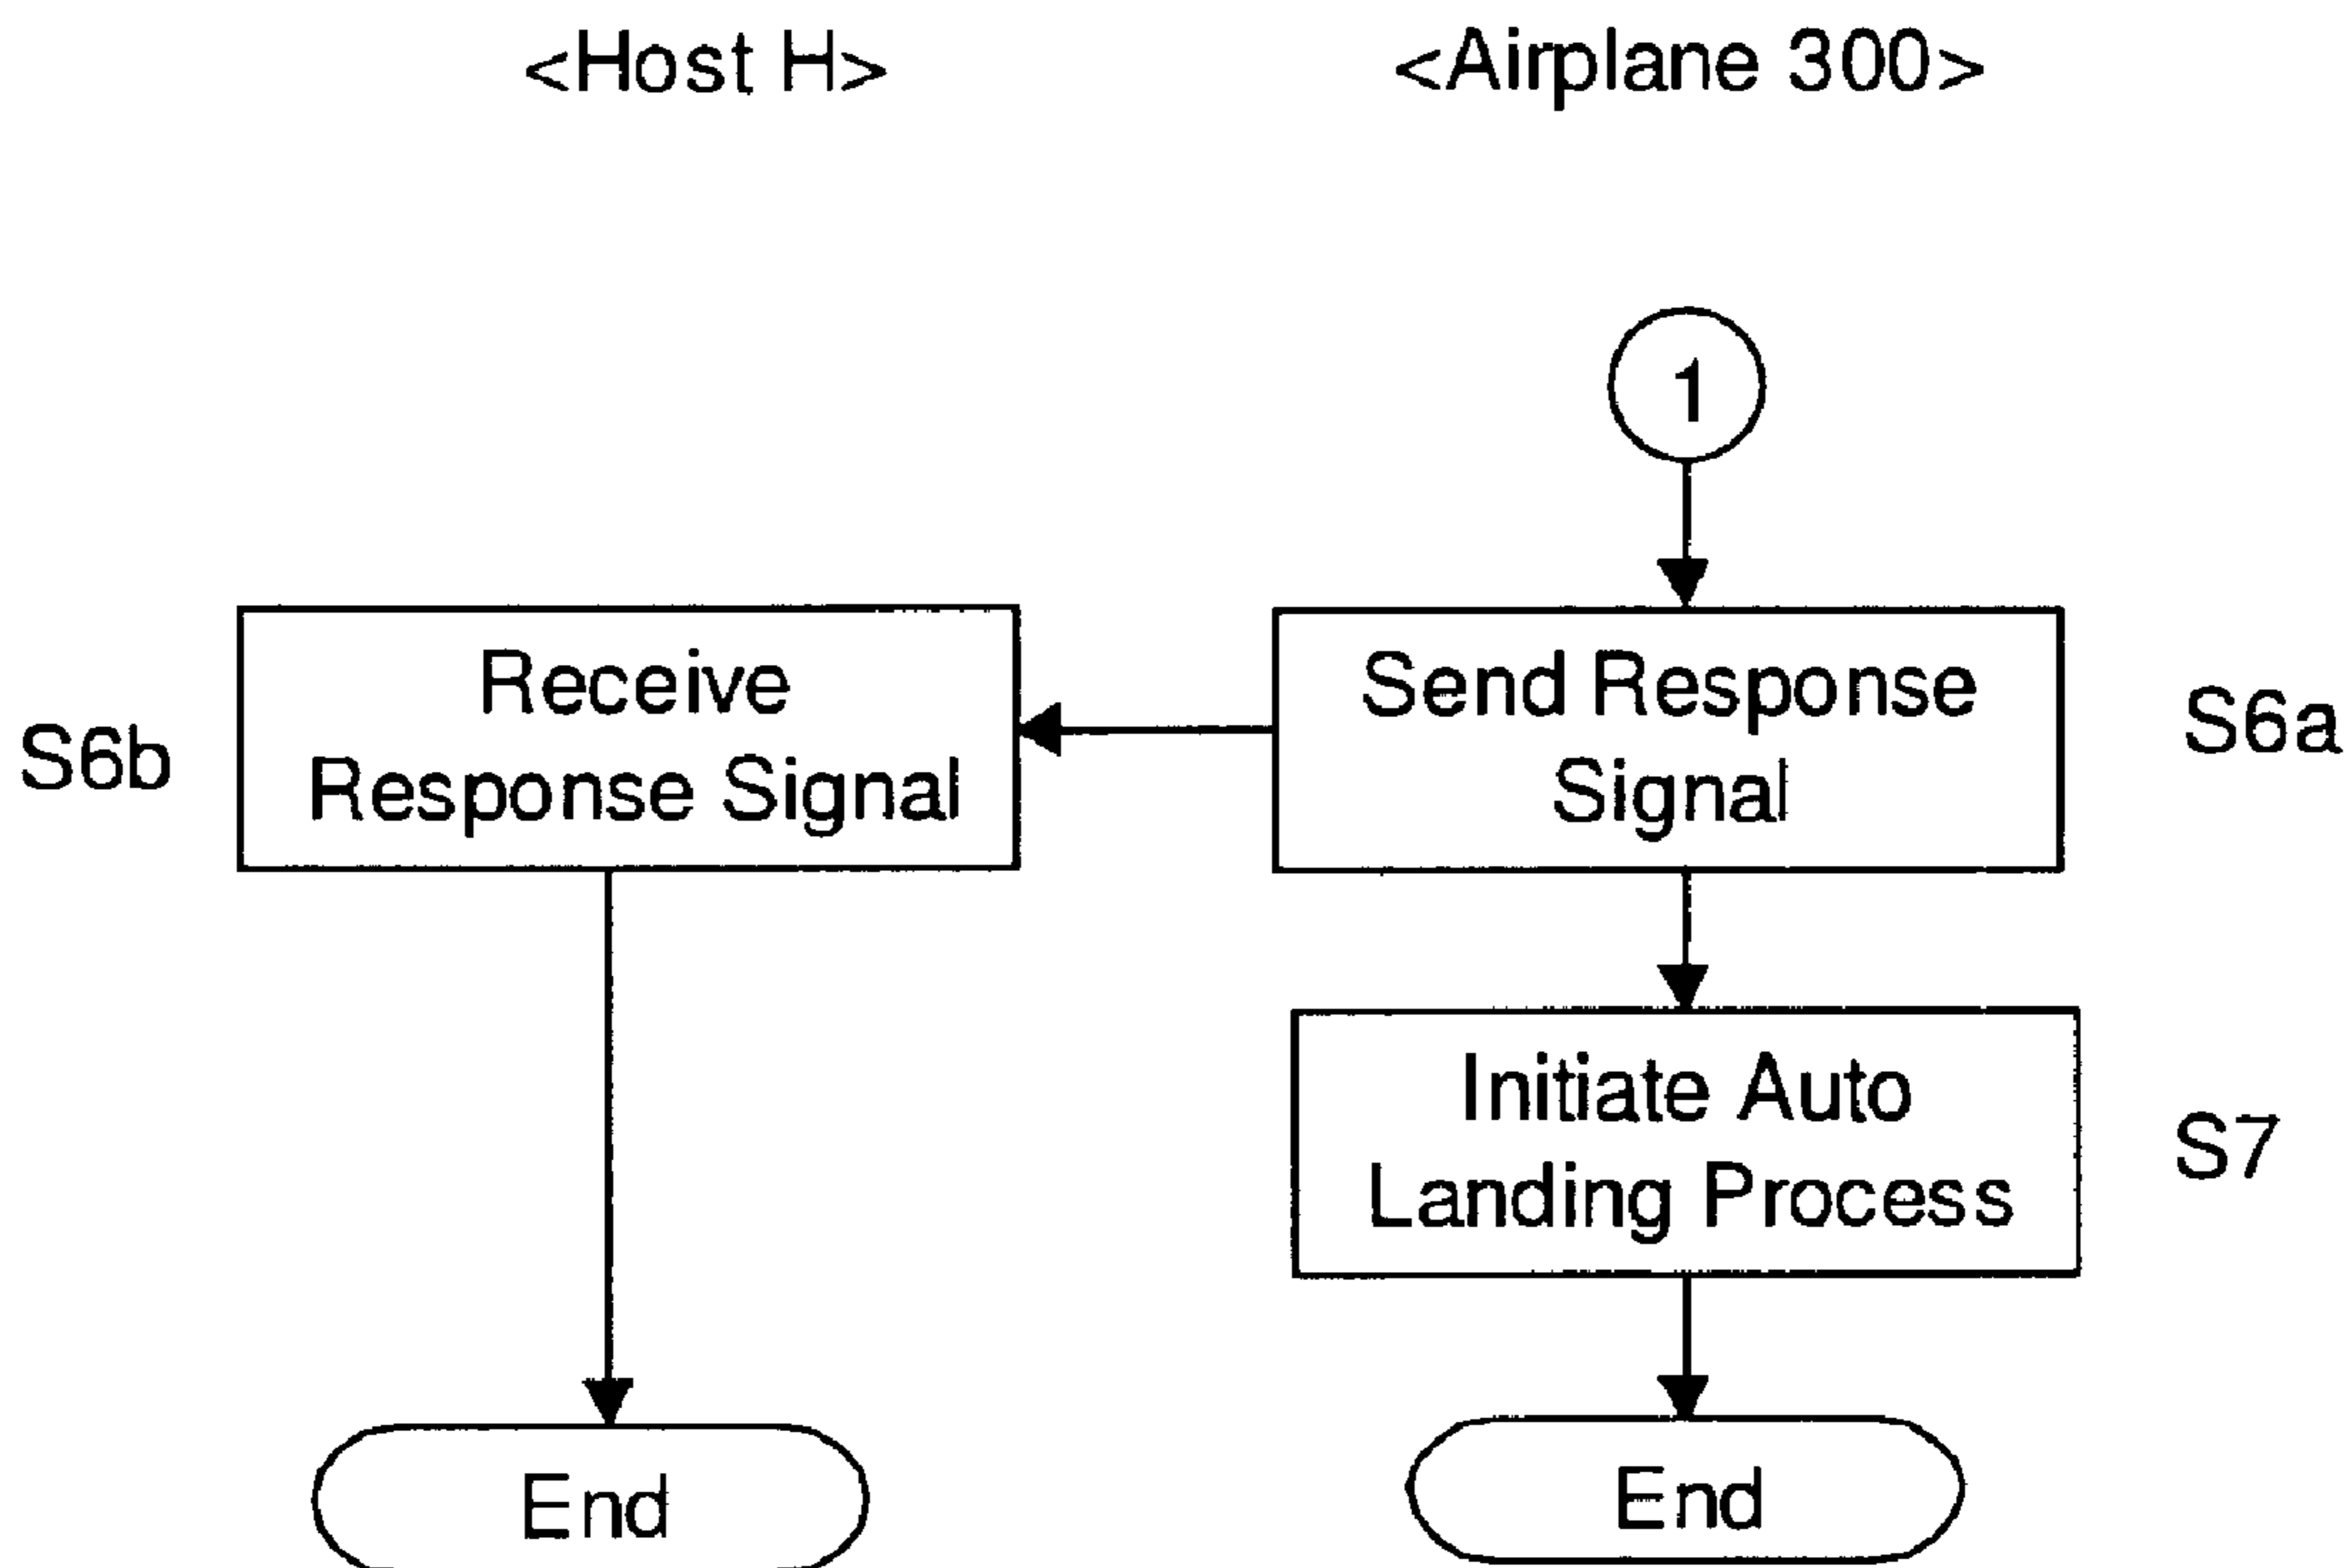 <Host H>
<Airplane 300>
1
Receive
Response Signal
S6b
Send Response
Signal
S6a
Initiate Auto
Landing Process
S7
End
End